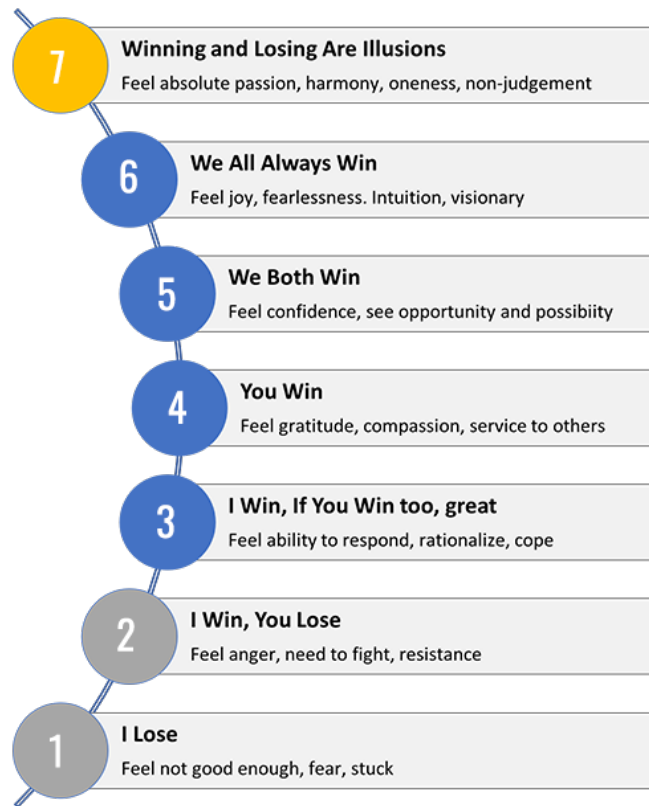 7
Winning and Losing Are Illusions
Feel absolute passion, harmony, oneness, non-judgement
6
We All Always Win
Feel joy, fearlessness. Intuition, visionary
5
We Both Win
Feel confidence, see opportunity and possibiity
4
You Win
Feel gratitude, compassion, service to others
3
I Win, If You Win too, great
Feel ability to respond, rationalize, cope
2
I Win, You Lose
Feel anger, need to fight, resistance
1
I Lose
Feel not good enough, fear, stuck